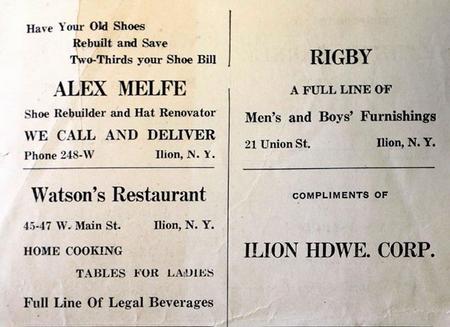 Have Your Old Shoes
Rebuilt and Save
Two-Thirds your Shoe Bill
ALEX MELFE
Shoe Rebuilder and Hat Renovator
WE CALL AND DELIVER
Phone 248-W Ilion, N. Y.
Watson's Restaurant
45-47 W. Main St. Ilion, N. Y.
HOME COOKING
TABLES FOR LADIES
Full Line Of Legal Beverages
RIGBY
A FULL LINE OF
Men's and Boys' Furnishings
21 Union St. Ilion, N. Y.
COMPLIMENTS OF
ILION HDWE. CORP.